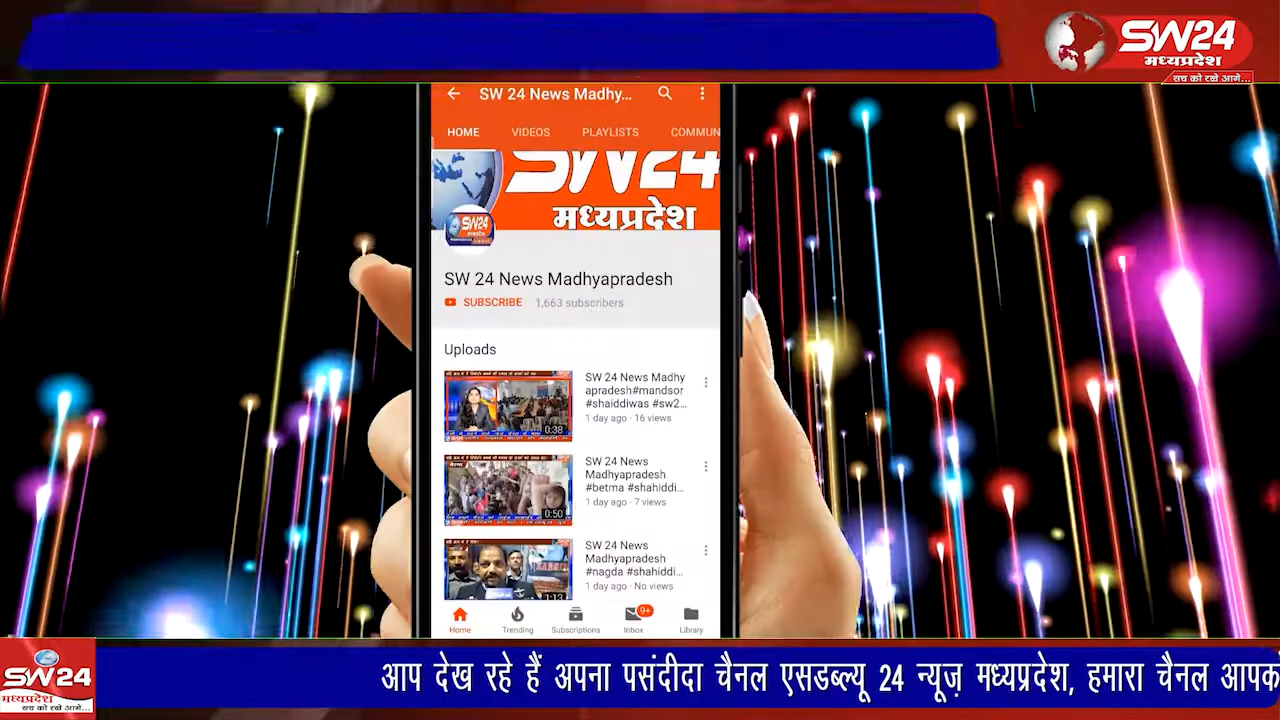 SW24
मध्यप्रदेश
सच को रखे आगे...
SW 24 News Madhy...
HOME VIDEOS PLAYLISTS COMMUN
SW24
मध्यप्रदेश
SW24
SW 24 News Madhyapradesh
SUBSCRIBE 1,663 subscribers
Uploads
SW 24 News Madhy
apradesh#mandsor
#shaiddiwas #sw2...
1 day ago · 16 views
0:38
SW 24 News
Madhyapradesh
#betma #shahiddi...
1 day ago · 7 views
0:50
SW 24 News
Madhyapradesh
#nagda #shahiddi...
1 day ago · No views
1:13
Home Trending Subscriptions Inbox Library
9+
SW24
मध्यप्रदेश
सच को रखे आगे...
आप देख रहे हैं अपना पसंदीदा चैनल एसडब्ल्यू 24 न्यूज़ मध्यप्रदेश, हमारा चैनल आपको